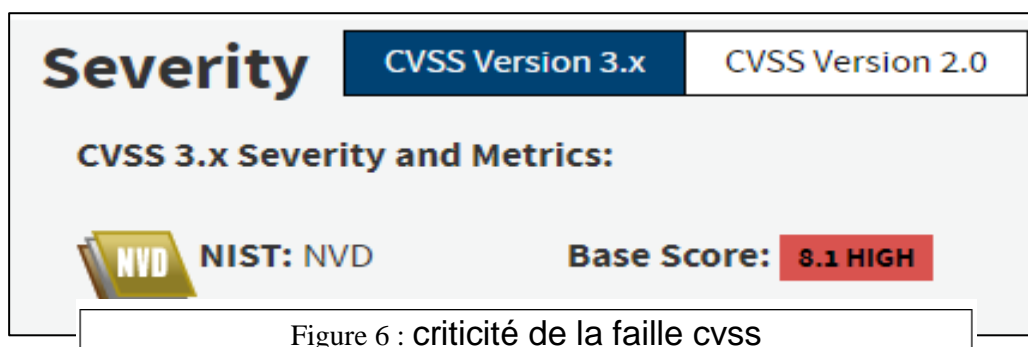 Severity CVSS Version 3.x CVSS Version 2.0
CVSS 3.x Severity and Metrics:
NVD NIST: NVD Base Score: 8.1 HIGH
Figure 6 : criticité de la faille cvss